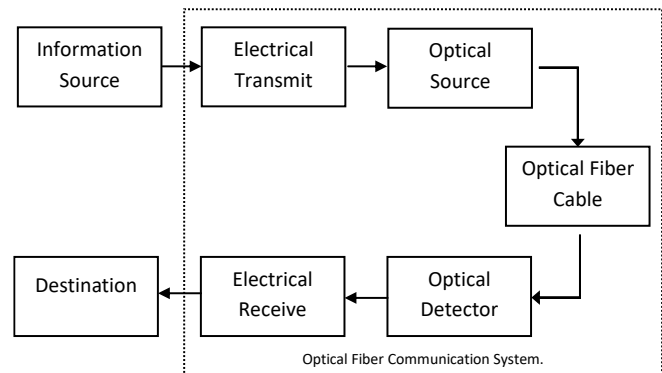 Information
Source
Electrical
Transmit
Optical
Source
Optical Fiber
Cable
Destination
Electrical
Receive
Optical
Detector
Optical Fiber Communication System.